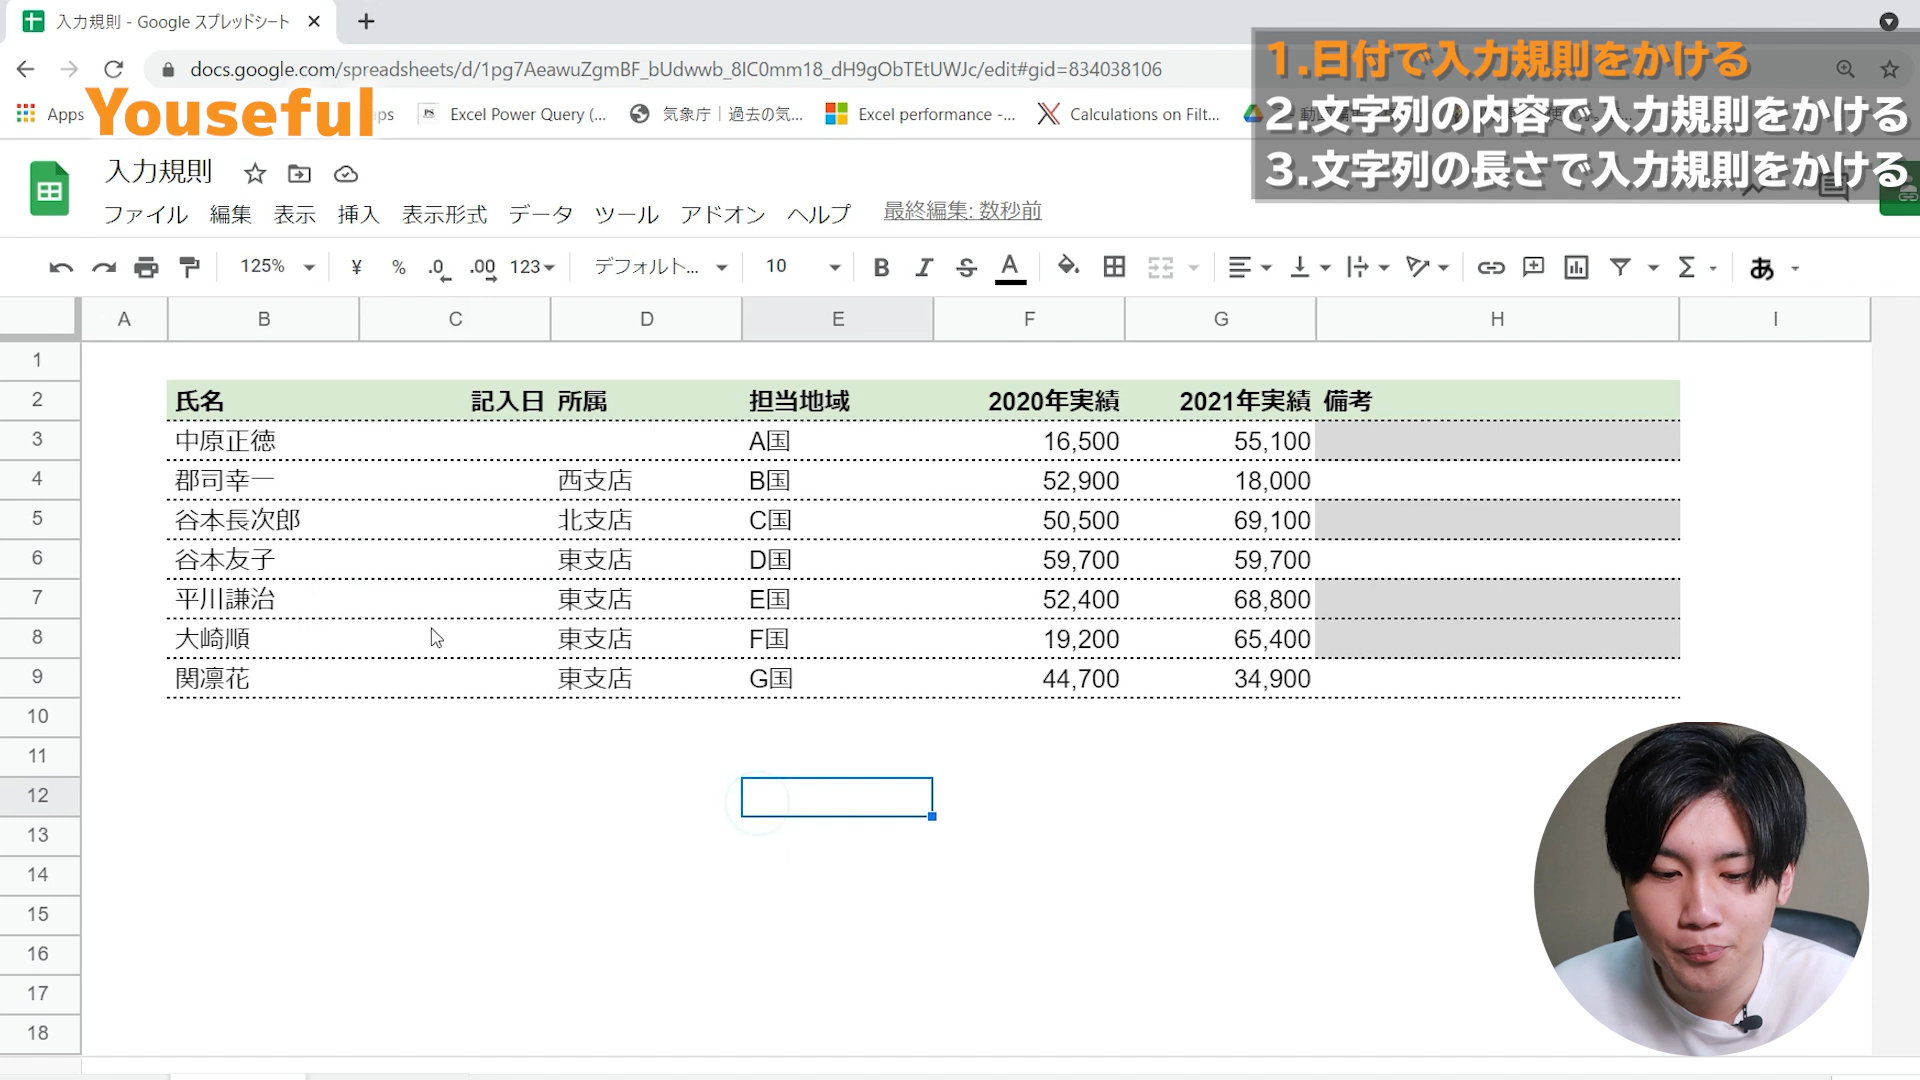 入力規則 - Google スプレッドシート
docs.google.com/spreadsheets/d/1pg7AeawuZgmBF_bUdwwb_8IC0mm18_dH9gObTEtUWJc/edit#gid=834038106
1.日付で入力規則をかける
2.文字列の内容で入力規則をかける
3.文字列の長さで入力規則をかける
Apps
Youseful
Excel Power Query (...
気象庁 | 過去の気...
Excel performance -...
Calculations on Filt...
入力規則
ファイル 編集 表示 挿入 表示形式 データ ツール アドオン ヘルプ 最終編集: 数秒前
125% ¥ % .0 .00 123 デフォルト... 10 B I S A あ
A B C D E F G H I
1
2 氏名 記入日 所属 担当地域 2020年実績 2021年実績 備考
3 中原正徳 A国 16,500 55,100
4 郡司幸一 西支店 B国 52,900 18,000
5 谷本長次郎 北支店 C国 50,500 69,100
6 谷本友子 東支店 D国 59,700 59,700
7 平川謙治 東支店 E国 52,400 68,800
8 大崎順 東支店 F国 19,200 65,400
9 関凛花 東支店 G国 44,700 34,900
10
11
12
13
14
15
16
17
18